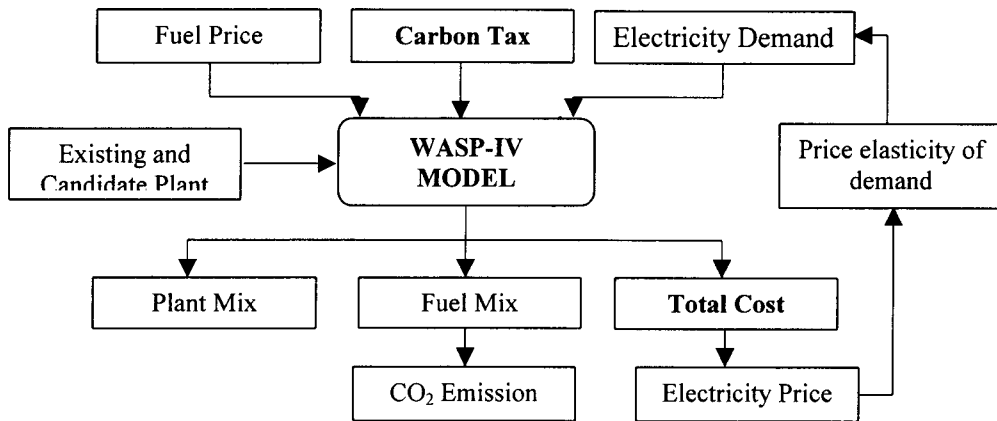 Fuel Price
Carbon Tax
Electricity Demand
Existing and
Candidate Plant
WASP-IV
MODEL
Price elasticity of
demand
Plant Mix
Fuel Mix
Total Cost
CO₂ Emission
Electricity Price